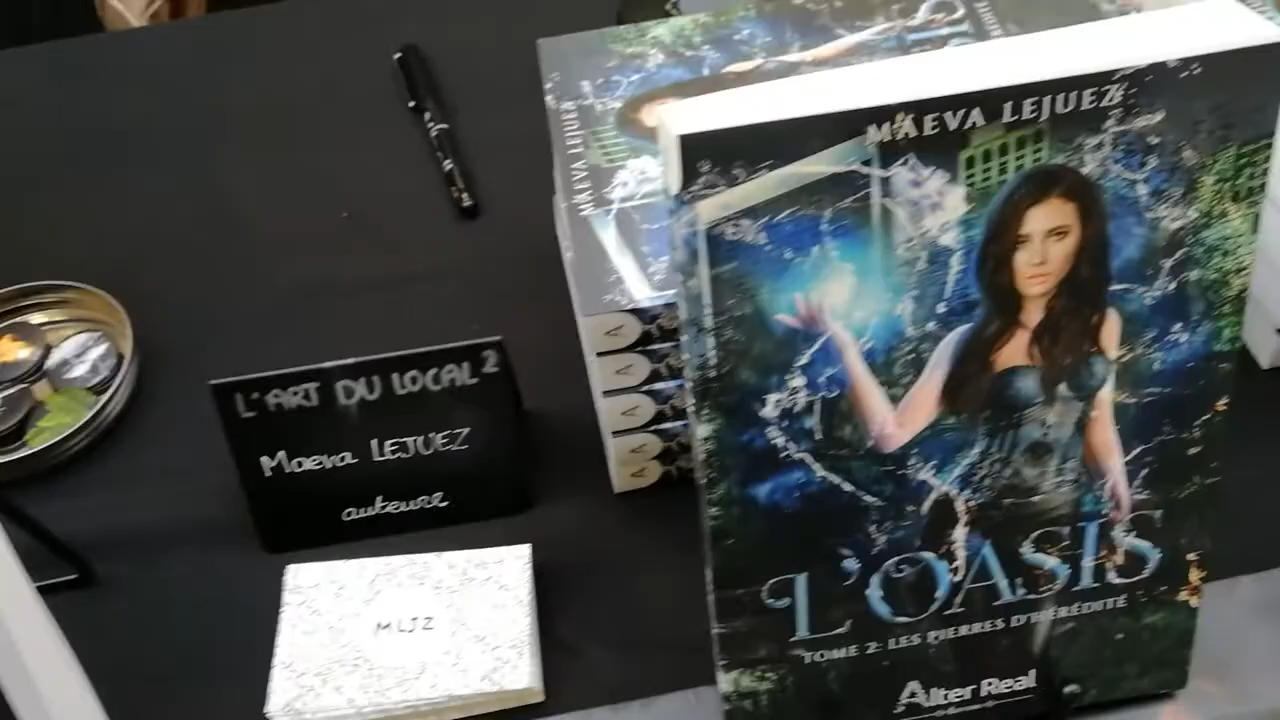 MAEVA LEJUEZ
L'OASIS
TOME 2: LES PIERRES D'HÉRÉDITÉ
Alter Real
MAEVA LEJUEZ
L'ART DU LOCAL 2
Maeva LEJUEZ
auteure
MLJZ
A
A
A
A
A